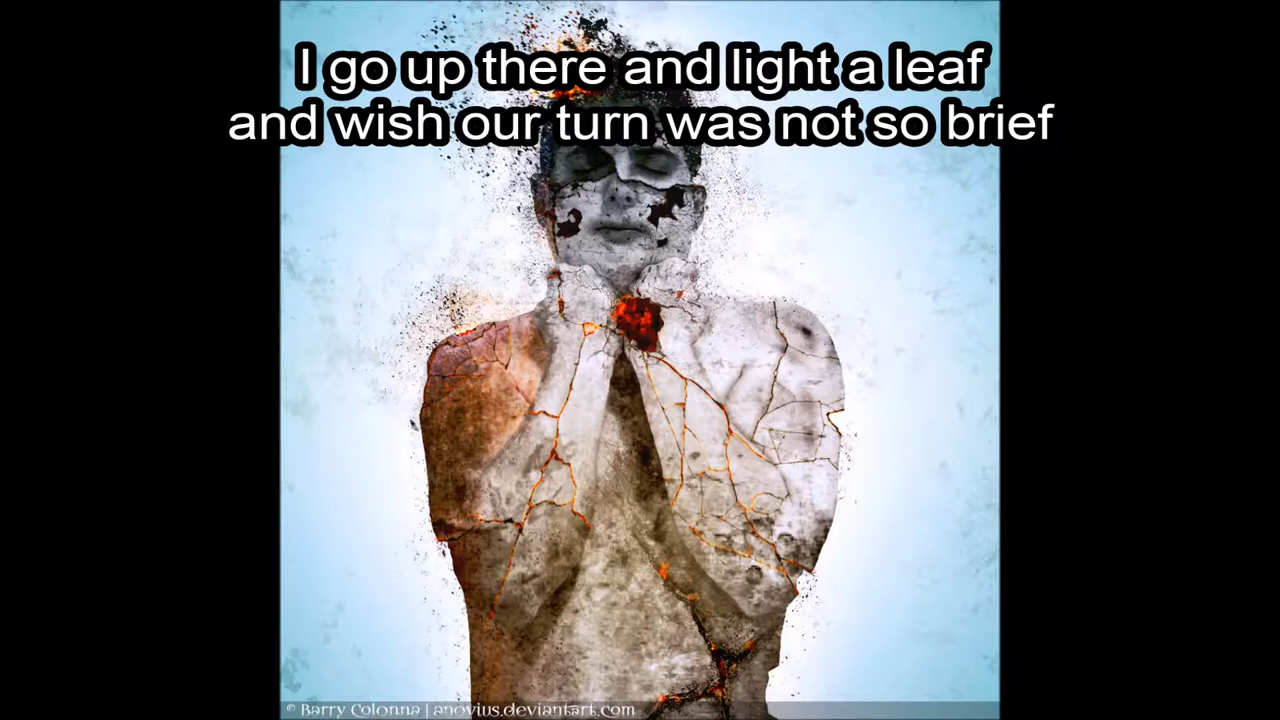 I go up there and light a leaf
and wish our turn was not so brief
© Barry Colonna | anovius.deviantart.com